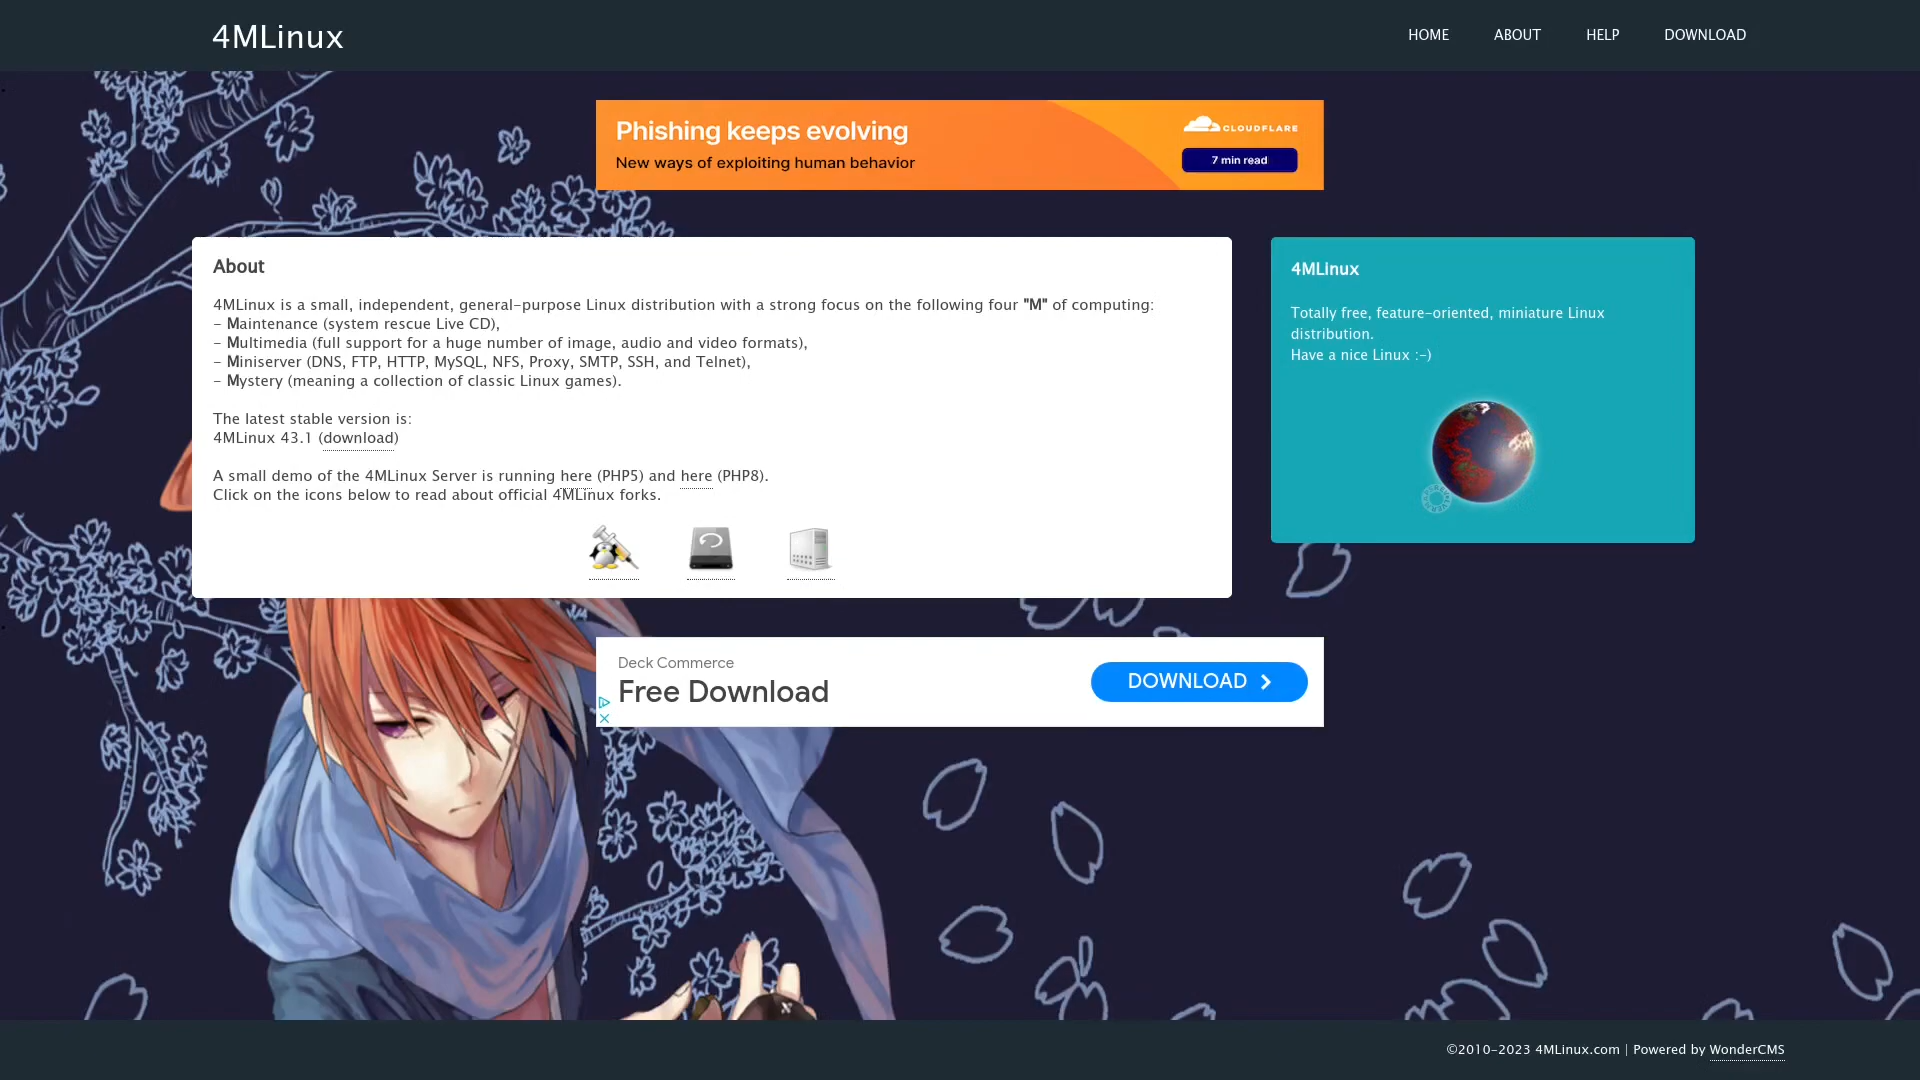 4MLinux
HOME ABOUT HELP DOWNLOAD
Phishing keeps evolving
New ways of exploiting human behavior
CLOUDFLARE
7 min read
About
4MLinux is a small, independent, general-purpose Linux distribution with a strong focus on the following four "M" of computing:
- Maintenance (system rescue Live CD),
- Multimedia (full support for a huge number of image, audio and video formats),
- Miniserver (DNS, FTP, HTTP, MySQL, NFS, Proxy, SMTP, SSH, and Telnet),
- Mystery (meaning a collection of classic Linux games).
The latest stable version is:
4MLinux 43.1 (download)
A small demo of the 4MLinux Server is running here (PHP5) and here (PHP8).
Click on the icons below to read about official 4MLinux forks.
4MLinux
Totally free, feature-oriented, miniature Linux
distribution.
Have a nice Linux :-)
Deck Commerce
Free Download
DOWNLOAD
©2010-2023 4MLinux.com | Powered by WonderCMS